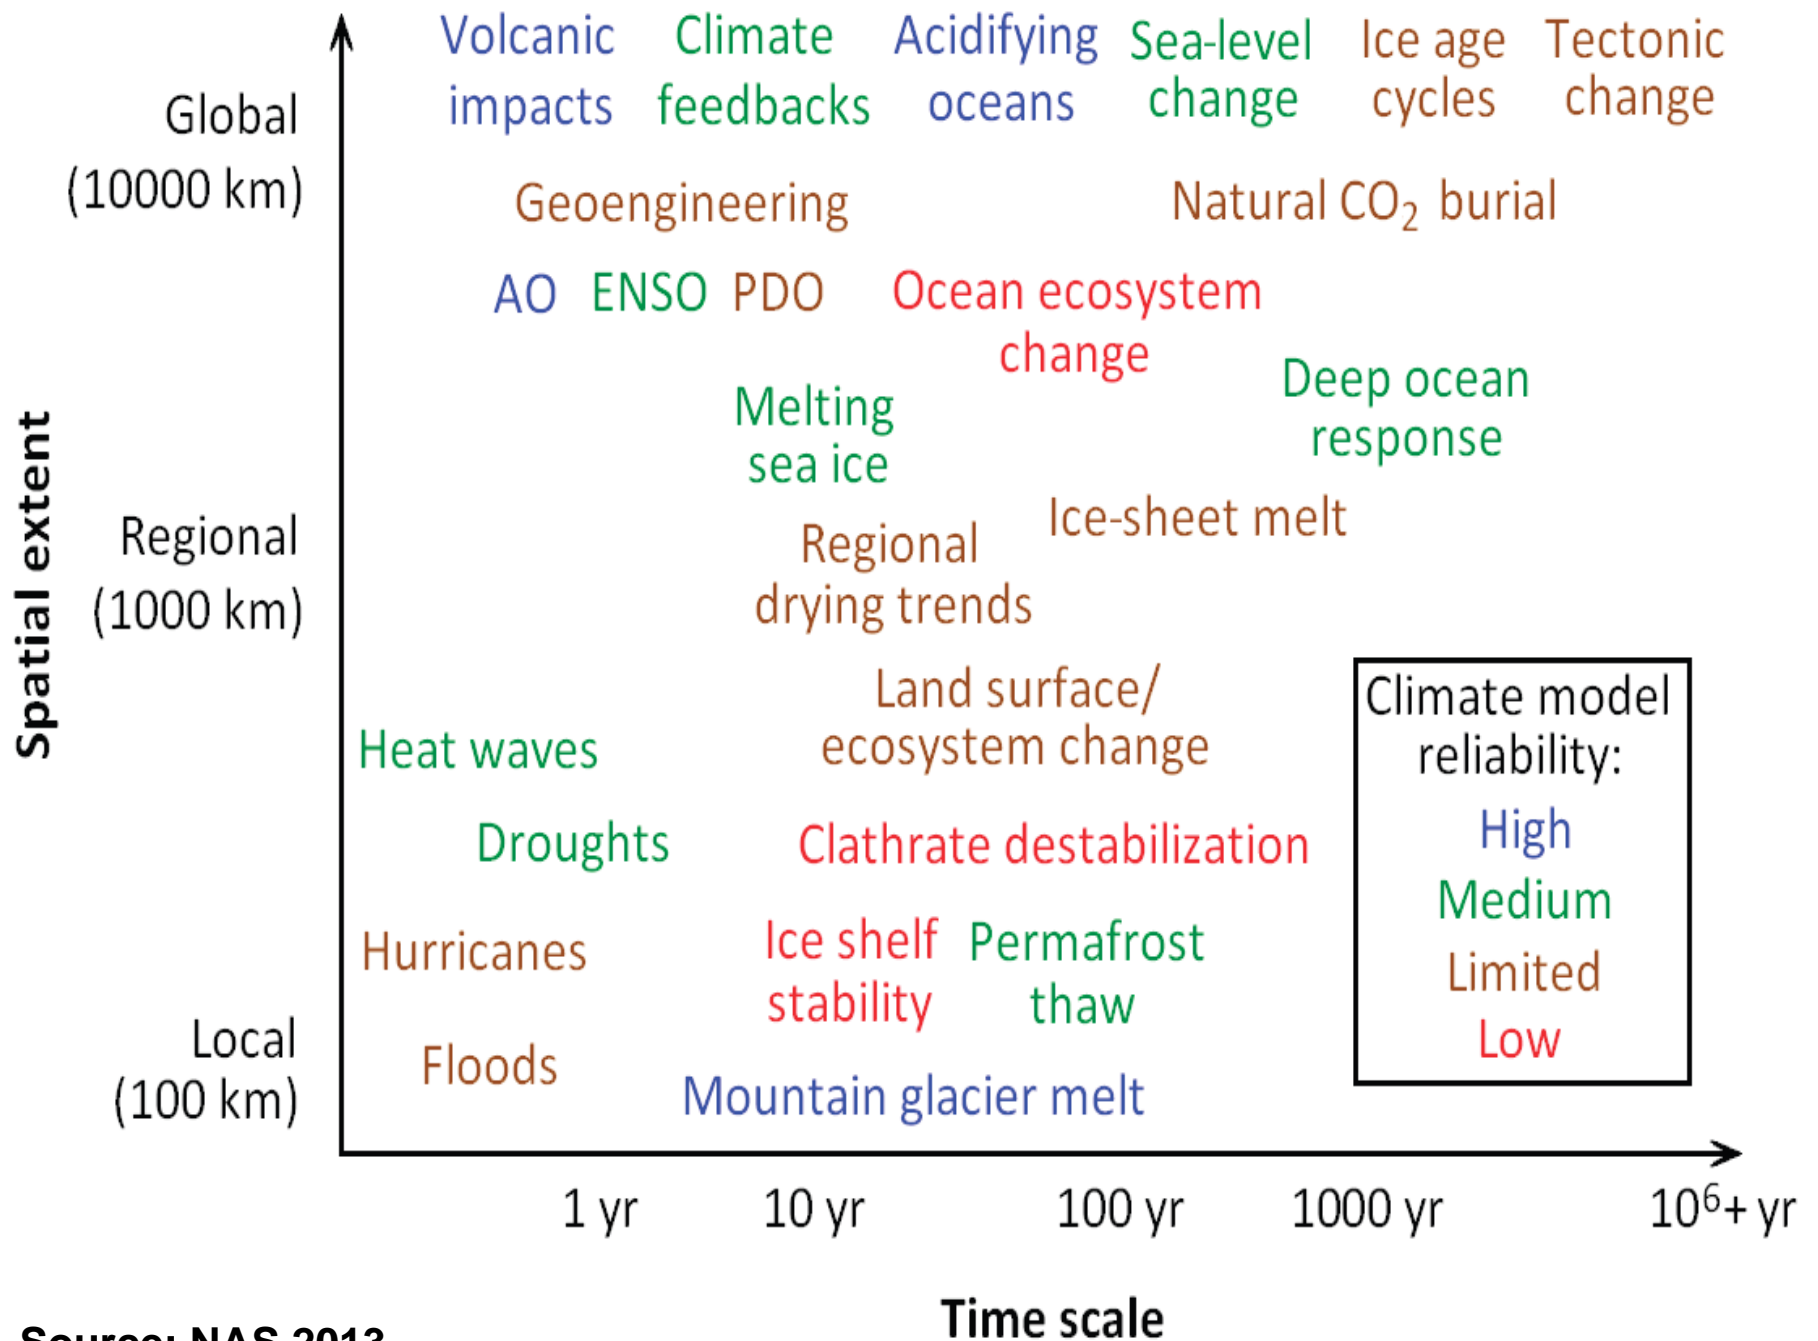 Volcanic impacts
Climate feedbacks
Acidifying oceans
Sea-level change
Ice age cycles
Tectonic change
Global
(10000 km)
Geoengineering
Natural CO₂ burial
AO
ENSO
PDO
Ocean ecosystem change
Melting sea ice
Deep ocean response
Spatial extent
Regional
(1000 km)
Regional drying trends
Ice-sheet melt
Land surface/ ecosystem change
Heat waves
Droughts
Clathrate destabilization
Hurricanes
Ice shelf stability
Permafrost thaw
Local
(100 km)
Floods
Mountain glacier melt
Climate model reliability:
High
Medium
Limited
Low
1 yr
10 yr
100 yr
1000 yr
10⁶+ yr
Time scale
Source: NAS 2013